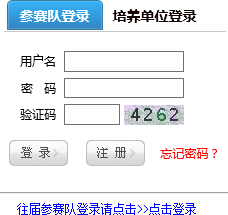 参赛队登录 培养单位登录
用户名
密 码
验证码 4262
登 录 注 册 忘记密码？
往届参赛队登录请点击>>点击登录